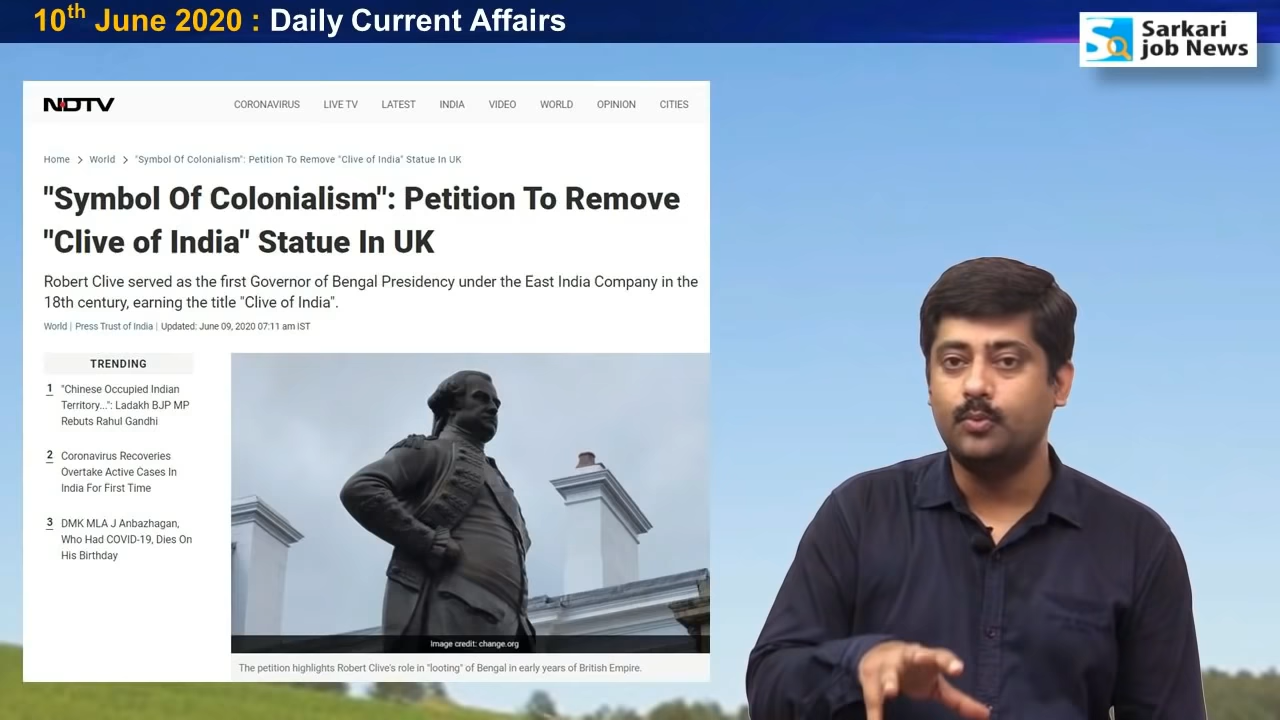 10th June 2020 : Daily Current Affairs
Sarkari
job News
NDTV
CORONAVIRUS LIVE TV LATEST INDIA VIDEO WORLD OPINION CITIES
Home > World > "Symbol Of Colonialism": Petition To Remove "Clive of India" Statue In UK
"Symbol Of Colonialism": Petition To Remove
"Clive of India" Statue In UK
Robert Clive served as the first Governor of Bengal Presidency under the East India Company in the
18th century, earning the title "Clive of India".
World | Press Trust of India | Updated: June 09, 2020 07:11 am IST
TRENDING
1 "Chinese Occupied Indian
Territory...": Ladakh BJP MP
Rebuts Rahul Gandhi
2 Coronavirus Recoveries
Overtake Active Cases In
India For First Time
3 DMK MLA J Anbazhagan,
Who Had COVID-19, Dies On
His Birthday
Image credit: change.org
The petition highlights Robert Clive's role in "looting" of Bengal in early years of British Empire.